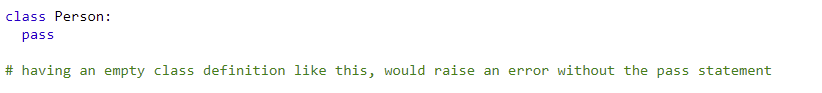 class Person:
  pass
# having an empty class definition like this, would raise an error without the pass statement